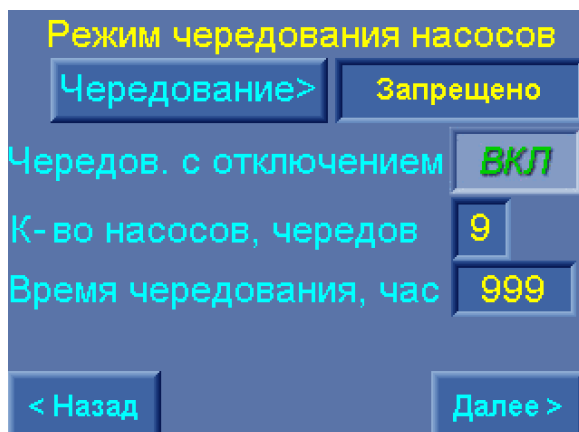 Режим чередования насосов
Чередование> Запрещено
Чередов. с отключением ВКЛ
К-во насосов, чередов 9
Время чередования, час 999
< Назад Далее >